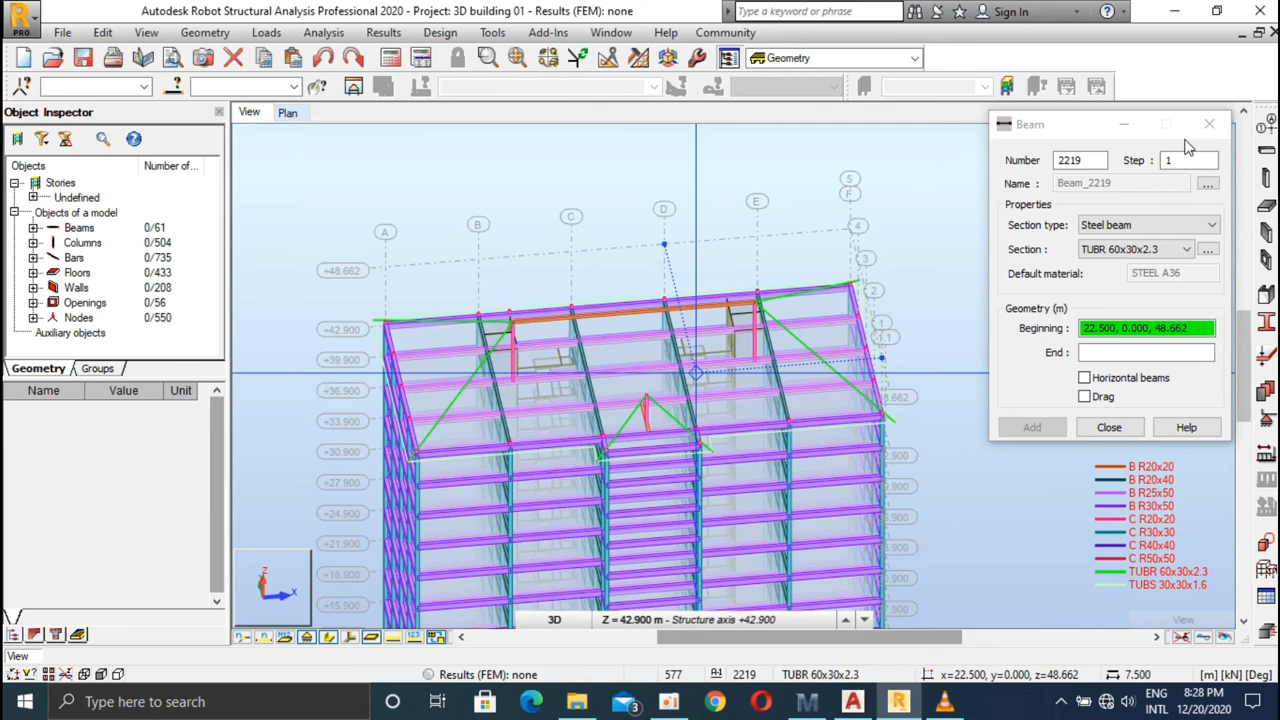 Autodesk Robot Structural Analysis Professional 2020 - Project: 3D building 01 - Results (FEM): none
Type a keyword or phrase
Sign In
PRO
File Edit View Geometry Loads Analysis Results Design Tools Add-Ins Window Help Community
Geometry
Object Inspector
View Plan
Objects Number of...
Stories
Undefined
Objects of a model
Beams 0/61
Columns 0/504
Bars 0/735
Floors 0/433
Walls 0/208
Openings 0/56
Nodes 0/550
Auxiliary objects
Geometry Groups
Name Value Unit
A B C D E S
F
4
3
2
1
+48.662
+42.900
+39.900
+36.900
+33.900
+30.900
+27.900
+24.900
+21.900
+18.900
+15.900
Beam
Number 2219 Step : 1
Name : Beam_2219 ...
Properties
Section type: Steel beam
Section : TUBR 60x30x2.3 ...
Default material: STEEL A36
Geometry (m)
Beginning : 22.500, 0.000, 48.662
End :
Horizontal beams
Drag
Add Close Help
B R20x20
B R20x40
B R25x50
B R30x50
C R20x20
C R30x30
C R40x40
C R50x50
TUBR 60x30x2.3
TUBS 30x30x1.6
View
Z
X
3D Z = 42.900 m - Structure axis +42.900
View
Results (FEM): none 577 2219 TUBR 60x30x2.3 x=22.500, y=0.000, z=48.662 7.500 [m] [kN] [Deg]
Type here to search
3
ENG
INTL
8:28 PM
12/20/2020